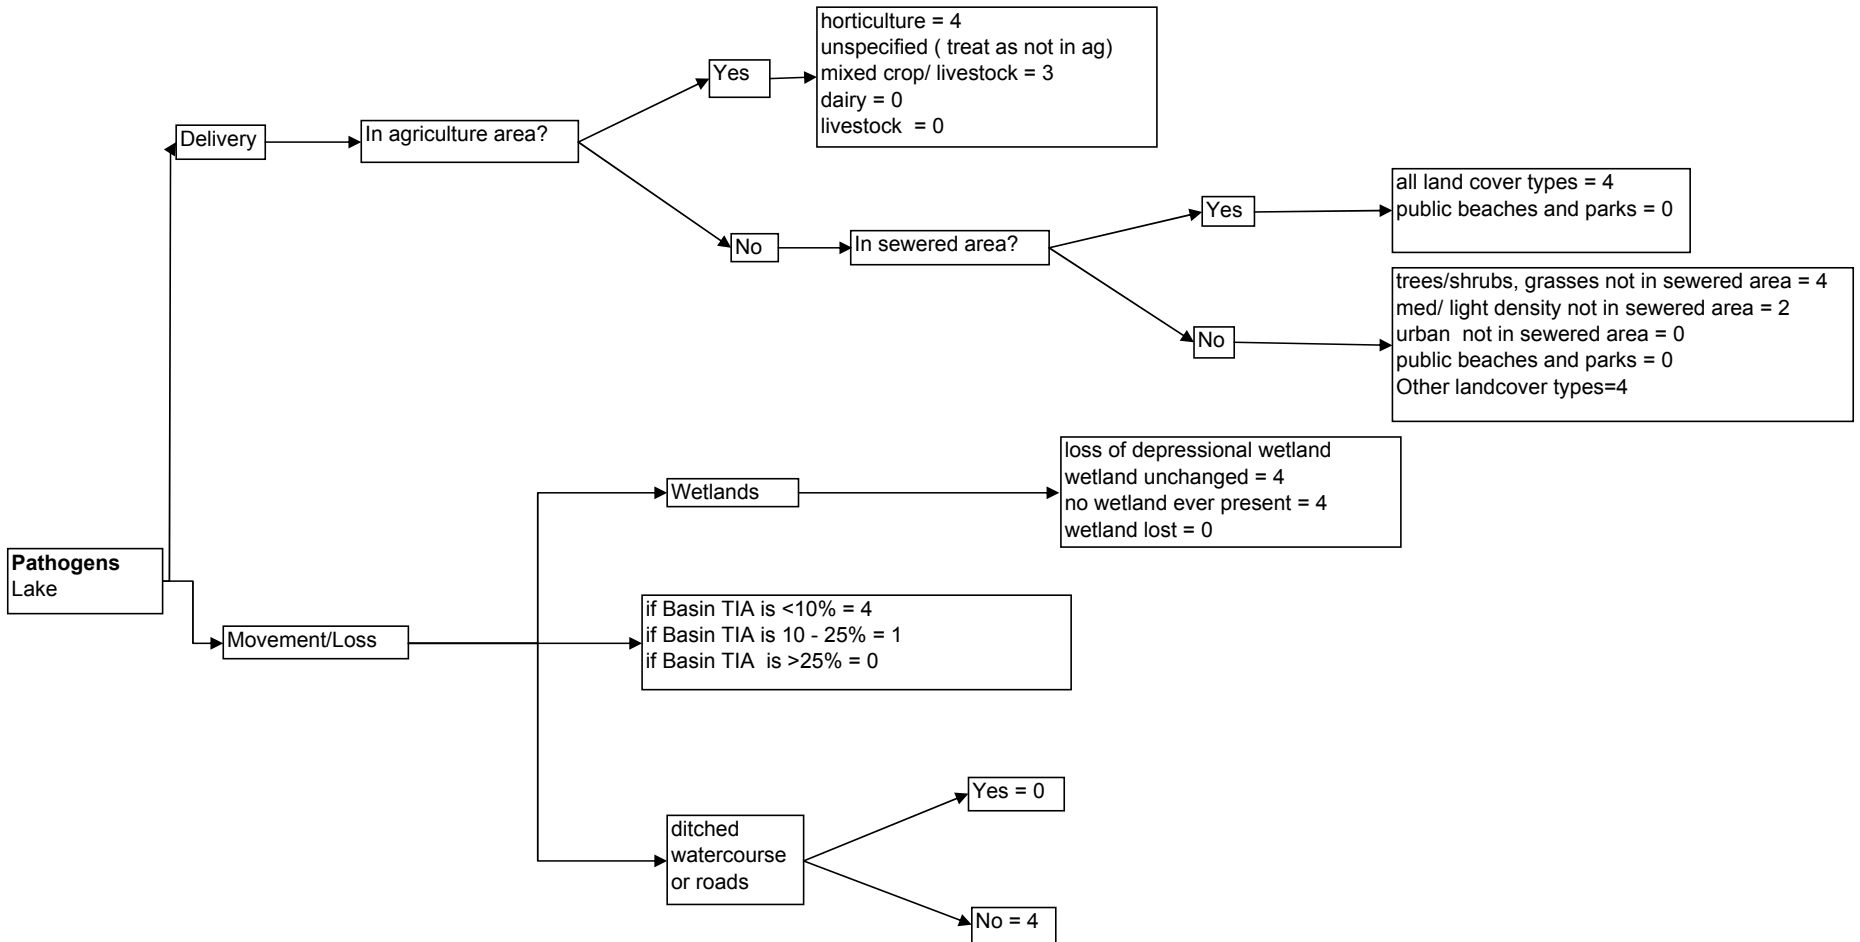 horticulture = 4
unspecified ( treat as not in ag)
mixed crop/ livestock = 3
dairy = 0
livestock  = 0
Yes
Delivery
In agriculture area?
all land cover types = 4
public beaches and parks = 0
Yes
No
In sewered area?
trees/shrubs, grasses not in sewered area = 4
med/ light density not in sewered area = 2
urban  not in sewered area = 0
public beaches and parks = 0
Other landcover types=4
No
loss of depressional wetland
wetland unchanged = 4
no wetland ever present = 4
wetland lost = 0
Wetlands
Pathogens
Lake
if Basin TIA is <10% = 4
if Basin TIA is 10 - 25% = 1
if Basin TIA  is >25% = 0
Movement/Loss
Yes = 0
ditched
watercourse
or roads
No = 4